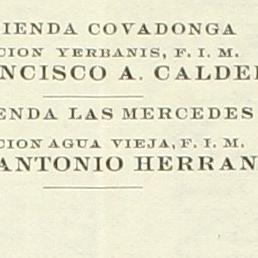 IENDA COVADONGA
CION YERBANIS, F. I. M.
NCISCO A. CALDE
ENDA LAS MERCEDES
CION AGUA VIEJA, F. I. M.
ANTONIO HERRAN